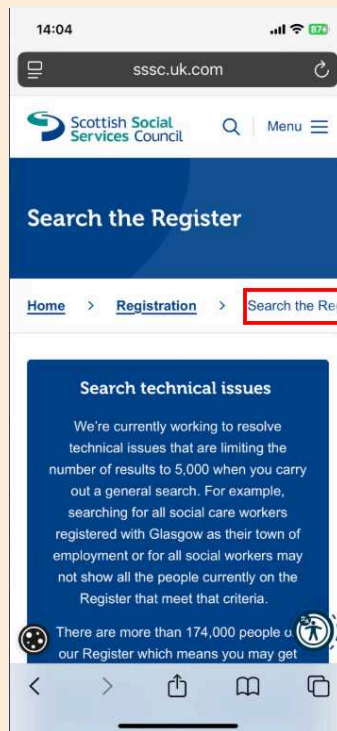 14:04
87+
sssc.uk.com
Scottish Social
Services Council
Menu
Search the Register
Home > Registration > Search the Re
Search technical issues
We're currently working to resolve
technical issues that are limiting the
number of results to 5,000 when you carry
out a general search. For example,
searching for all social care workers
registered with Glasgow as their town of
employment or for all social workers may
not show all the people currently on the
Register that meet that criteria.
There are more than 174,000 people o
our Register which means you may get